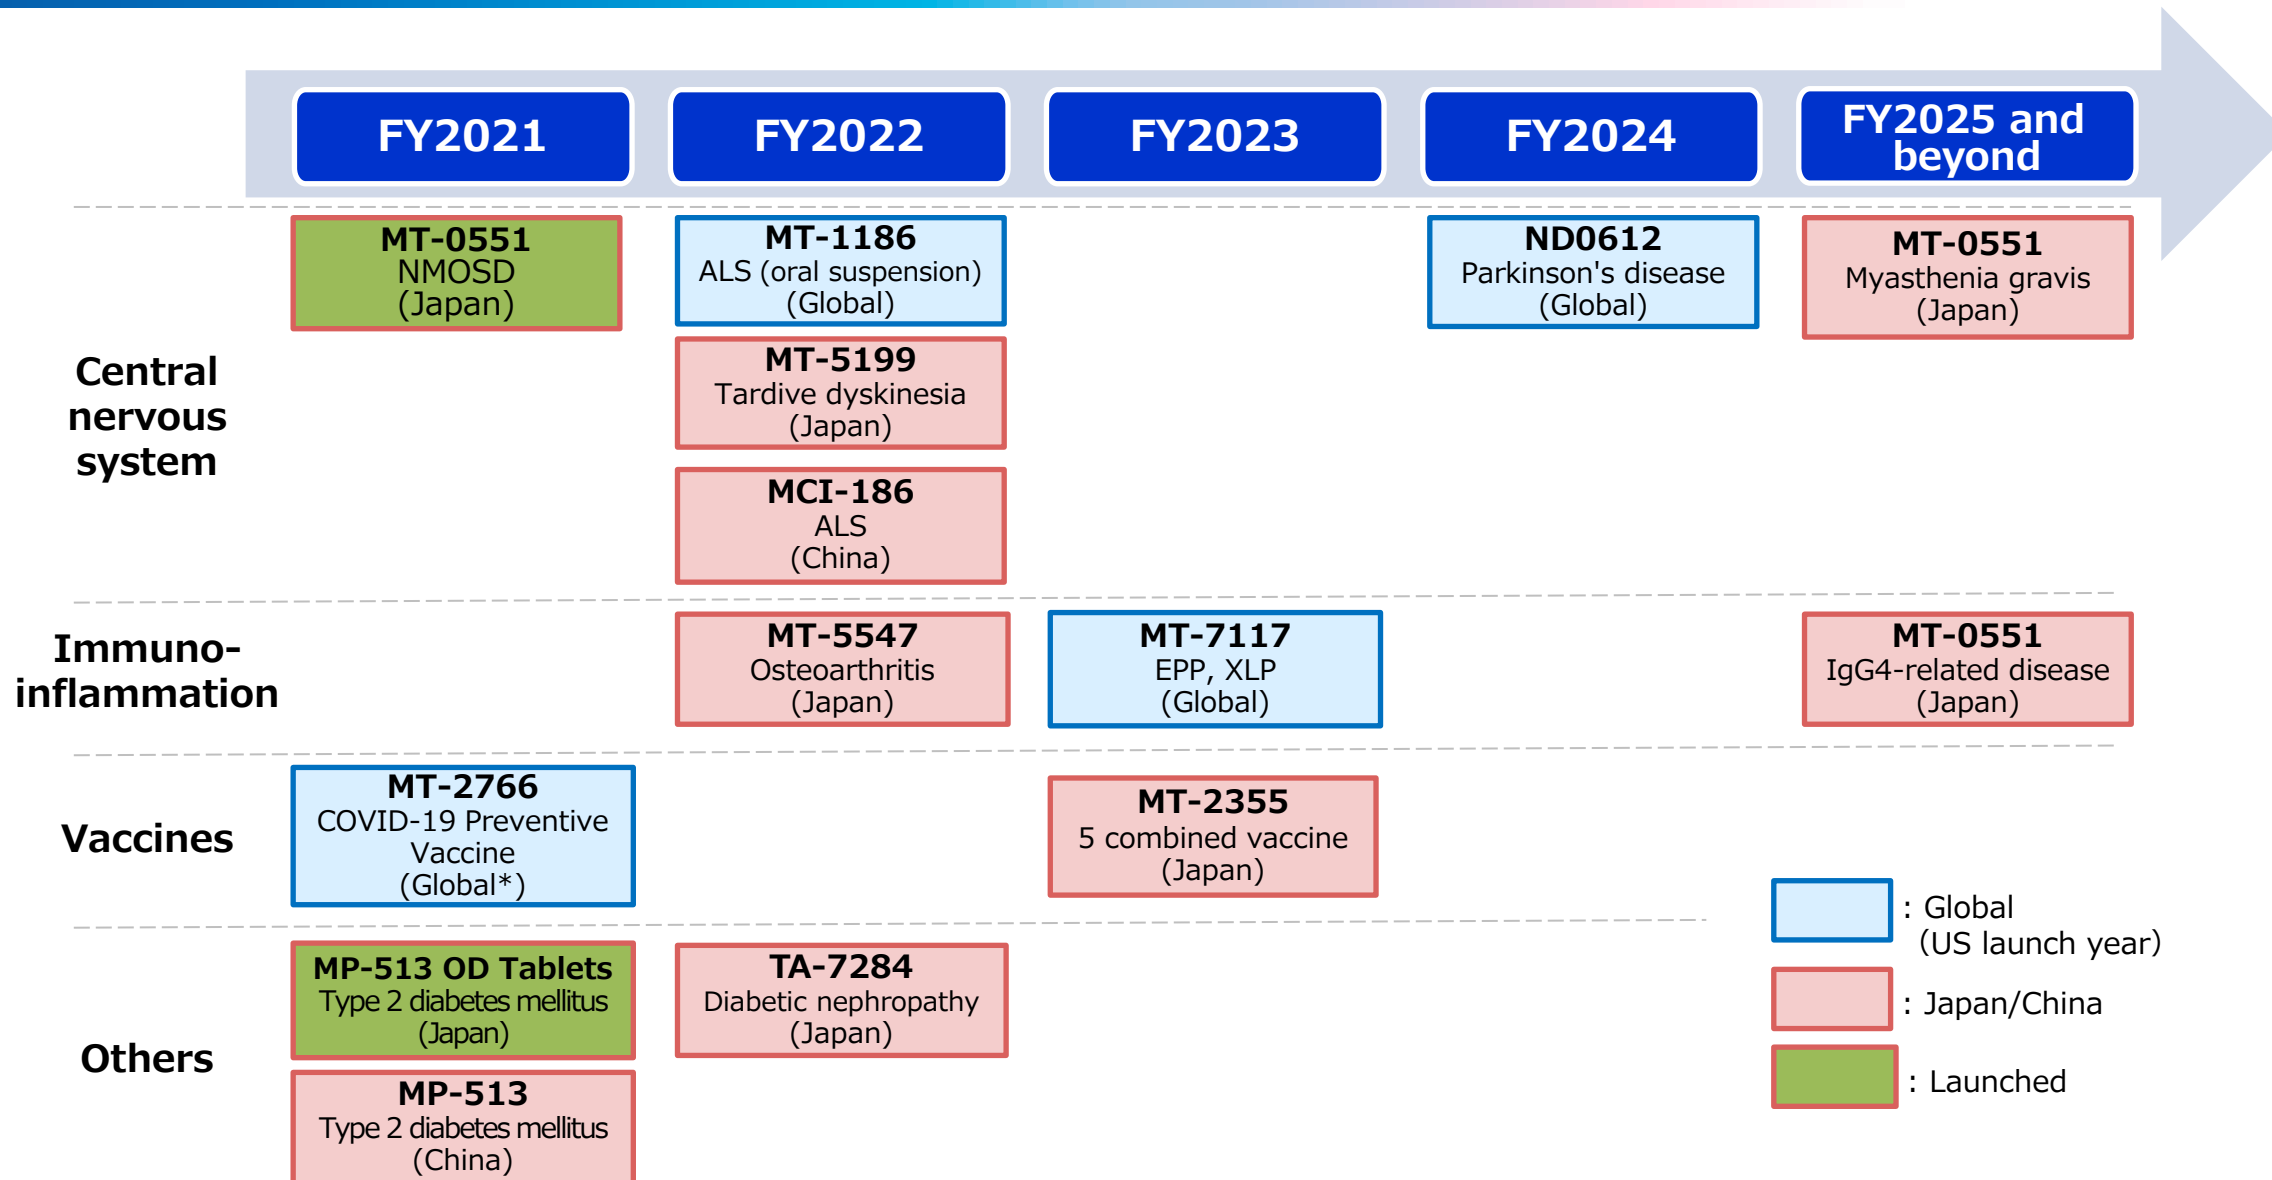 FY2021
FY2022
FY2023
FY2024
FY2025 and
beyond
Central
nervous
system
MT-0551
NMOSD
(Japan)
MT-1186
ALS (oral suspension)
(Global)
MT-5199
Tardive dyskinesia
(Japan)
MCI-186
ALS
(China)
ND0612
Parkinson's disease
(Global)
MT-0551
Myasthenia gravis
(Japan)
Immuno-
inflammation
MT-5547
Osteoarthritis
(Japan)
MT-7117
EPP, XLP
(Global)
MT-0551
IgG4-related disease
(Japan)
Vaccines
MT-2766
COVID-19 Preventive
Vaccine
(Global*)
MT-2355
5 combined vaccine
(Japan)
Others
MP-513 OD Tablets
Type 2 diabetes mellitus
(Japan)
MP-513
Type 2 diabetes mellitus
(China)
TA-7284
Diabetic nephropathy
(Japan)
: Global
(US launch year)
: Japan/China
: Launched